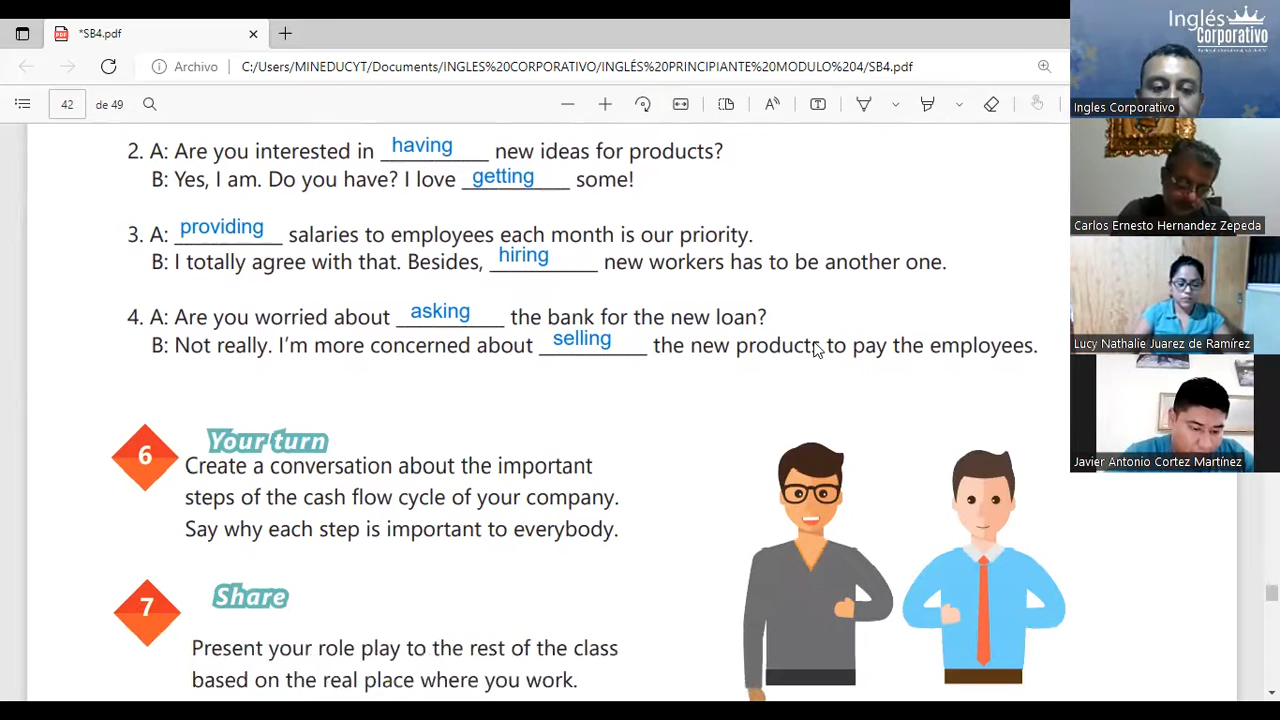 *SB4.pdf
Archivo
C:/Users/MINEDUCYT/Documents/INGLES%20CORPORATIVO/INGLÉS%20PRINCIPIANTE%20MODULO%204/SB4.pdf
42 de 49
2. A: Are you interested in having new ideas for products?
B: Yes, I am. Do you have? I love getting some!
3. A: providing salaries to employees each month is our priority.
B: I totally agree with that. Besides, hiring new workers has to be another one.
4. A: Are you worried about asking the bank for the new loan?
B: Not really. I'm more concerned about selling the new products to pay the employees.
6 Your turn
Create a conversation about the important
steps of the cash flow cycle of your company.
Say why each step is important to everybody.
7 Share
Present your role play to the rest of the class
based on the real place where you work.
Inglés
Corporativo
Ingles Corporativo
Carlos Ernesto Hernandez Zepeda
Lucy Nathalie Juarez de Ramírez
Javier Antonio Cortez Martínez